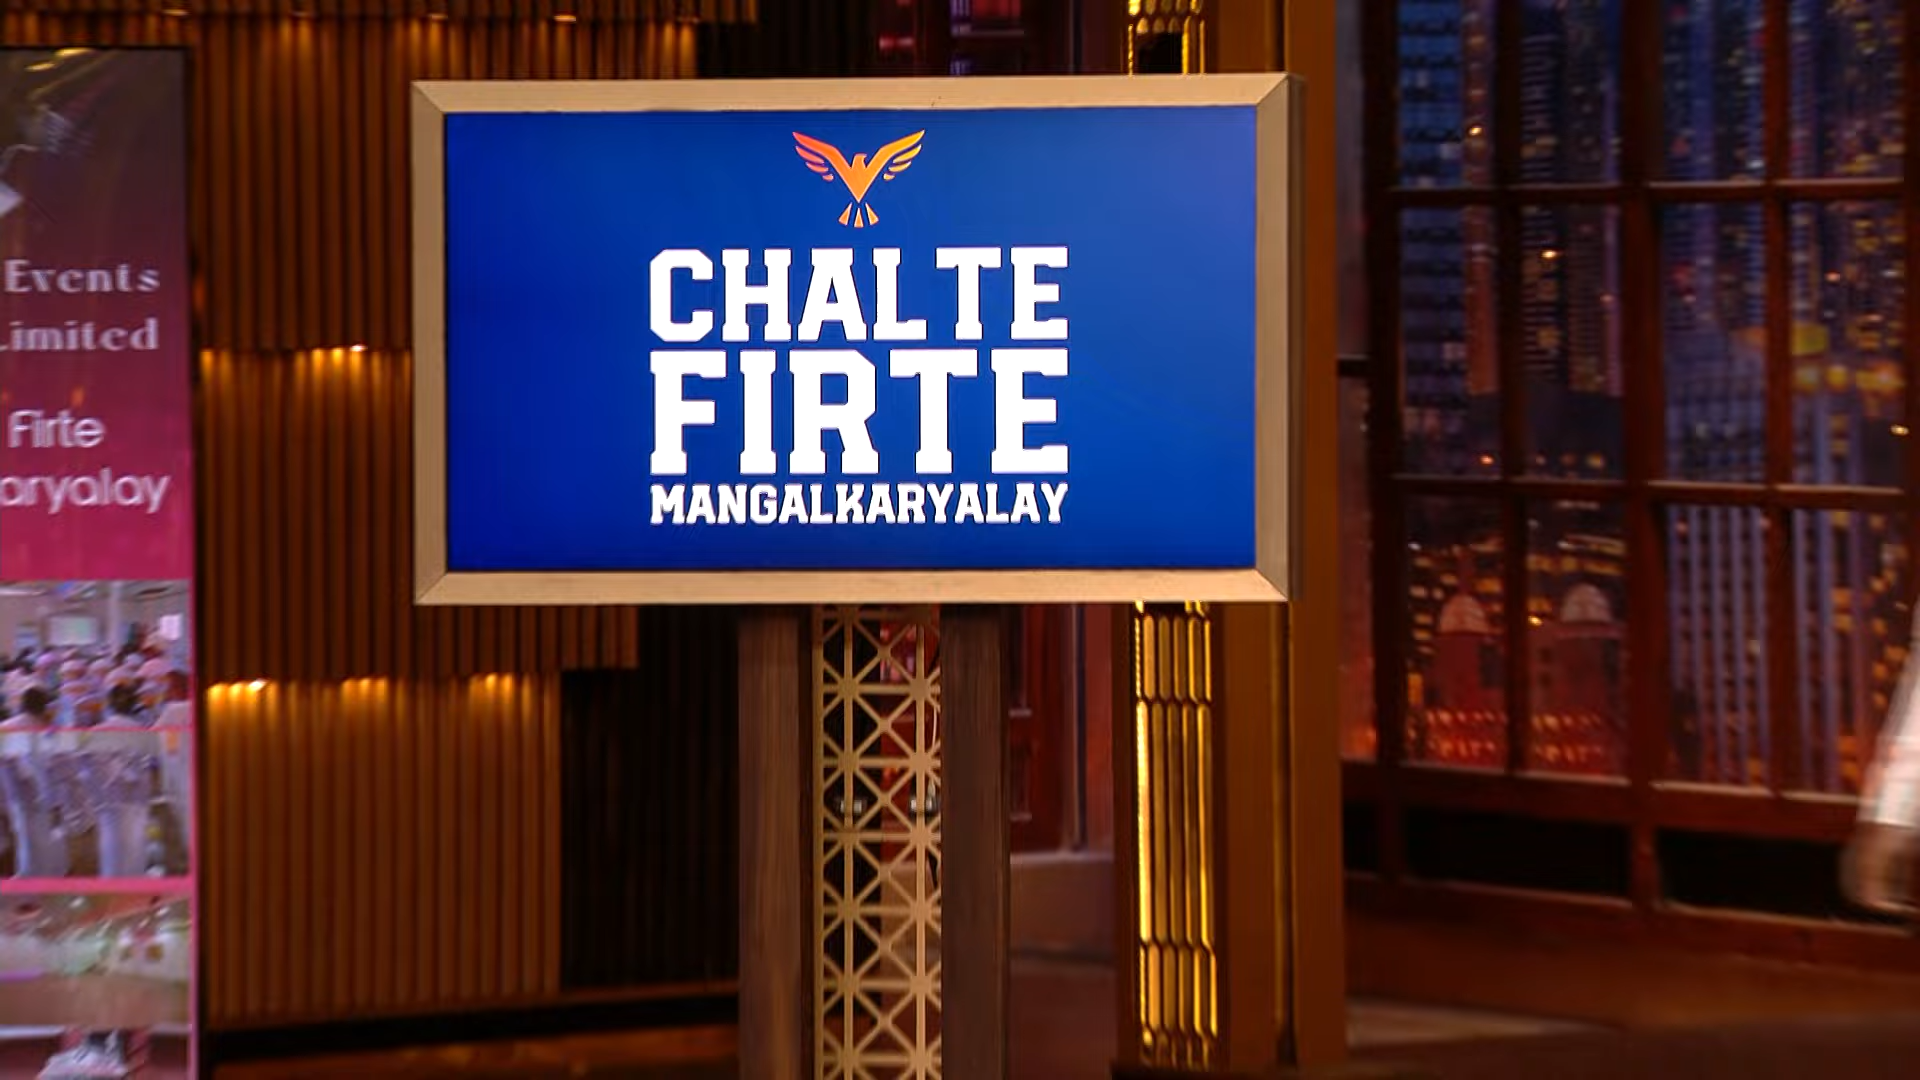 Events
Limited
Firte
aryalay
CHALTE
FIRTE
MANGALKARYALAY